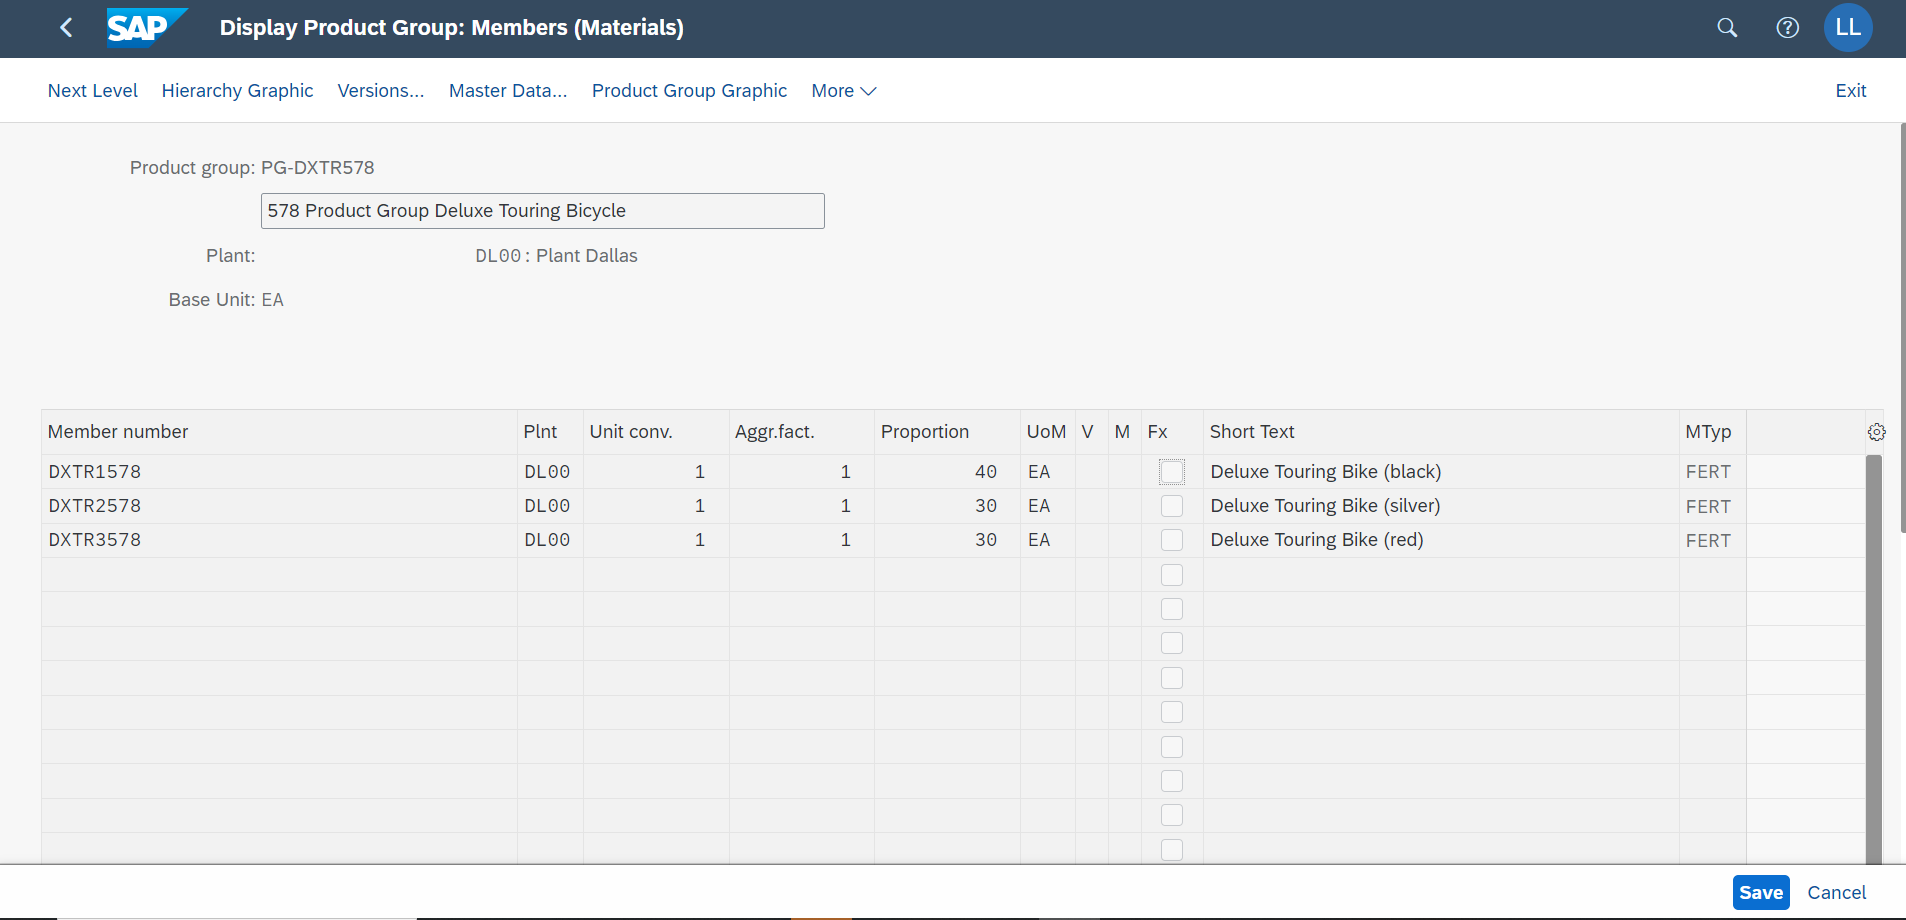 SAP Display Product Group: Members (Materials) LL
Next Level Hierarchy Graphic Versions... Master Data... Product Group Graphic More Exit
Product group: PG-DXTR578
578 Product Group Deluxe Touring Bicycle
Plant: DL00 : Plant Dallas
Base Unit: EA
Member number Plnt Unit conv. Aggr.fact. Proportion UoM V M Fx Short Text MTyp
DXTR1578 DL00 1 1 40 EA Deluxe Touring Bike (black) FERT
DXTR2578 DL00 1 1 30 EA Deluxe Touring Bike (silver) FERT
DXTR3578 DL00 1 1 30 EA Deluxe Touring Bike (red) FERT
Save Cancel